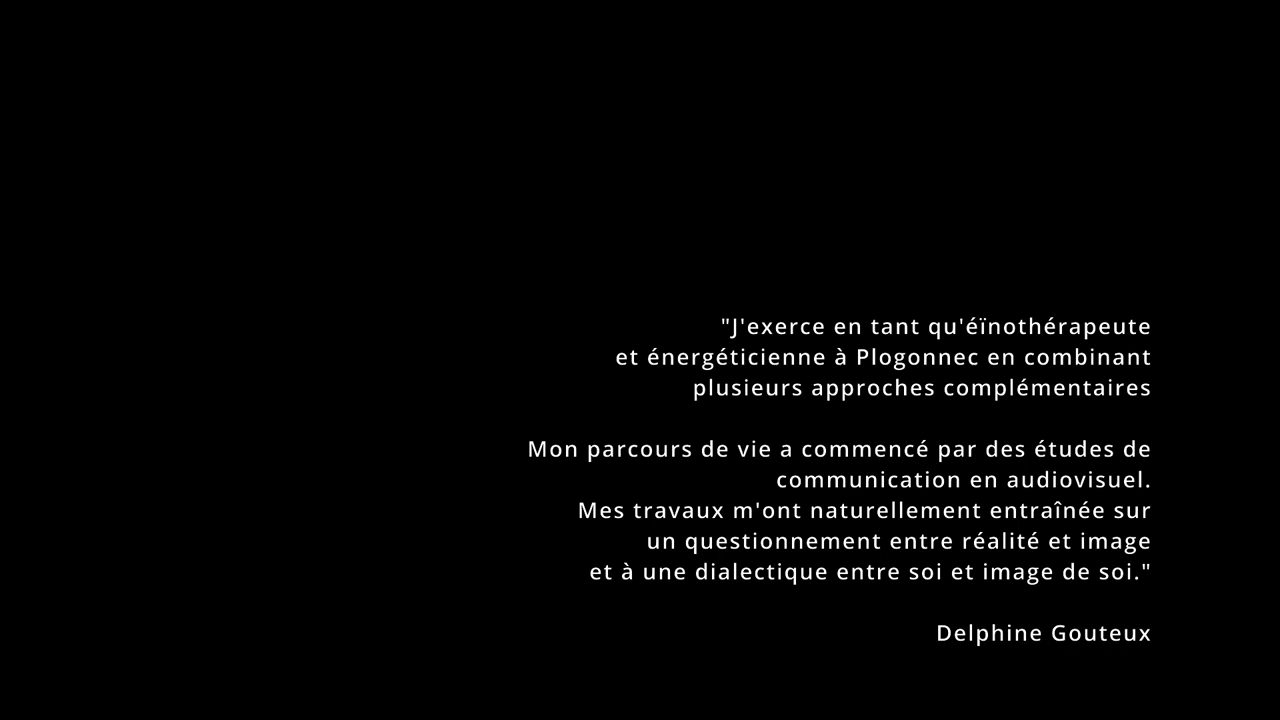 "J'exerce en tant qu'éïnothérapeute
et énergéticienne à Plogonnec en combinant
plusieurs approches complémentaires
Mon parcours de vie a commencé par des études de
communication en audiovisuel.
Mes travaux m'ont naturellement entraînée sur
un questionnement entre réalité et image
et à une dialectique entre soi et image de soi."
Delphine Gouteux